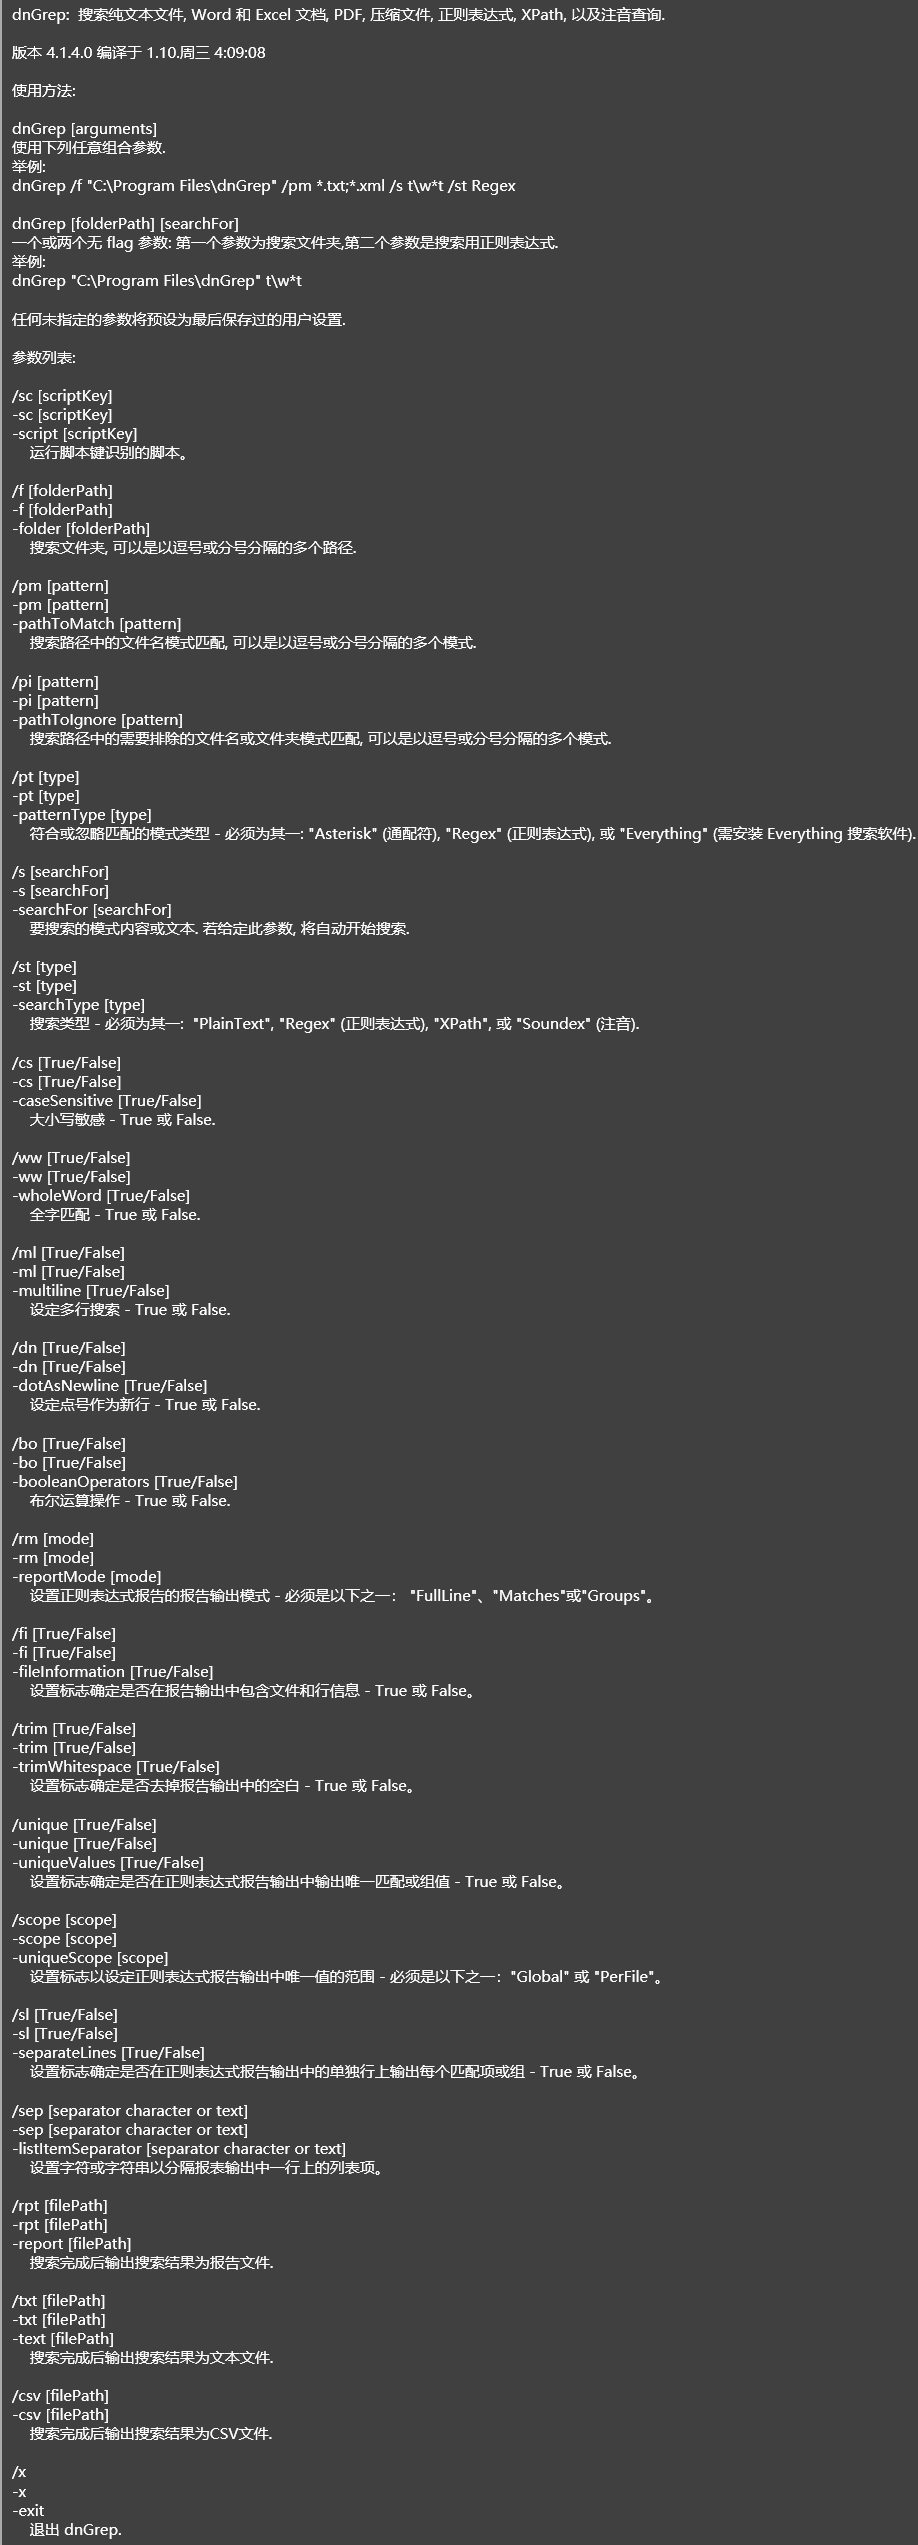 dnGrep:  搜索纯文本文件, Word 和 Excel 文档, PDF, 压缩文件, 正则表达式, XPath, 以及注音查询.
版本 4.1.4.0 编译于 1.10.周三 4:09:08
使用方法:
dnGrep [arguments]
使用下列任意组合参数.
举例:
dnGrep /f "C:\Program Files\dnGrep" /pm *.txt;*.xml /s t\w*t /st Regex
dnGrep [folderPath] [searchFor]
一个或两个无 flag 参数: 第一个参数为搜索文件夹,第二个参数是搜索用正则表达式.
举例:
dnGrep "C:\Program Files\dnGrep" t\w*t
任何未指定的参数将预设为最后保存过的用户设置.
参数列表:
/sc [scriptKey]
-sc [scriptKey]
-script [scriptKey]
运行脚本键识别的脚本。
/f [folderPath]
-f [folderPath]
-folder [folderPath]
搜索文件夹, 可以是以逗号或分号分隔的多个路径.
/pm [pattern]
-pm [pattern]
-pathToMatch [pattern]
搜索路径中的文件名模式匹配, 可以是以逗号或分号分隔的多个模式.
/pi [pattern]
-pi [pattern]
-pathToIgnore [pattern]
搜索路径中的需要排除的文件名或文件夹模式匹配, 可以是以逗号或分号分隔的多个模式.
/pt [type]
-pt [type]
-patternType [type]
符合或忽略匹配的模式类型 - 必须为其一: "Asterisk" (通配符), "Regex" (正则表达式), 或 "Everything" (需安装 Everything 搜索软件).
/s [searchFor]
-s [searchFor]
-searchFor [searchFor]
要搜索的模式内容或文本. 若给定此参数, 将自动开始搜索.
/st [type]
-st [type]
-searchType [type]
搜索类型 - 必须为其一:  "PlainText", "Regex" (正则表达式), "XPath", 或 "Soundex" (注音).
/cs [True/False]
-cs [True/False]
-caseSensitive [True/False]
大小写敏感 - True 或 False.
/ww [True/False]
-ww [True/False]
-wholeWord [True/False]
全字匹配 - True 或 False.
/ml [True/False]
-ml [True/False]
-multiline [True/False]
设定多行搜索 - True 或 False.
/dn [True/False]
-dn [True/False]
-dotAsNewline [True/False]
设定点号作为新行 - True 或 False.
/bo [True/False]
-bo [True/False]
-booleanOperators [True/False]
布尔运算操作 - True 或 False.
/rm [mode]
-rm [mode]
-reportMode [mode]
设置正则表达式报告的报告输出模式 - 必须是以下之一： "FullLine"、"Matches"或"Groups"。
/fi [True/False]
-fi [True/False]
-fileInformation [True/False]
设置标志确定是否在报告输出中包含文件和行信息 - True 或 False。
/trim [True/False]
-trim [True/False]
-trimWhitespace [True/False]
设置标志确定是否去掉报告输出中的空白 - True 或 False。
/unique [True/False]
-unique [True/False]
-uniqueValues [True/False]
设置标志确定是否在正则表达式报告输出中输出唯一匹配或组值 - True 或 False。
/scope [scope]
-scope [scope]
-uniqueScope [scope]
设置标志以设定正则表达式报告输出中唯一值的范围 - 必须是以下之一："Global" 或 "PerFile"。
/sl [True/False]
-sl [True/False]
-separateLines [True/False]
设置标志确定是否在正则表达式报告输出中的单独行上输出每个匹配项或组 - True 或 False。
/sep [separator character or text]
-sep [separator character or text]
-listItemSeparator [separator character or text]
设置字符或字符串以分隔报表输出中一行上的列表项。
/rpt [filePath]
-rpt [filePath]
-report [filePath]
搜索完成后输出搜索结果为报告文件.
/txt [filePath]
-txt [filePath]
-text [filePath]
搜索完成后输出搜索结果为文本文件.
/csv [filePath]
-csv [filePath]
搜索完成后输出搜索结果为CSV文件.
/x
-x
-exit
退出 dnGrep.